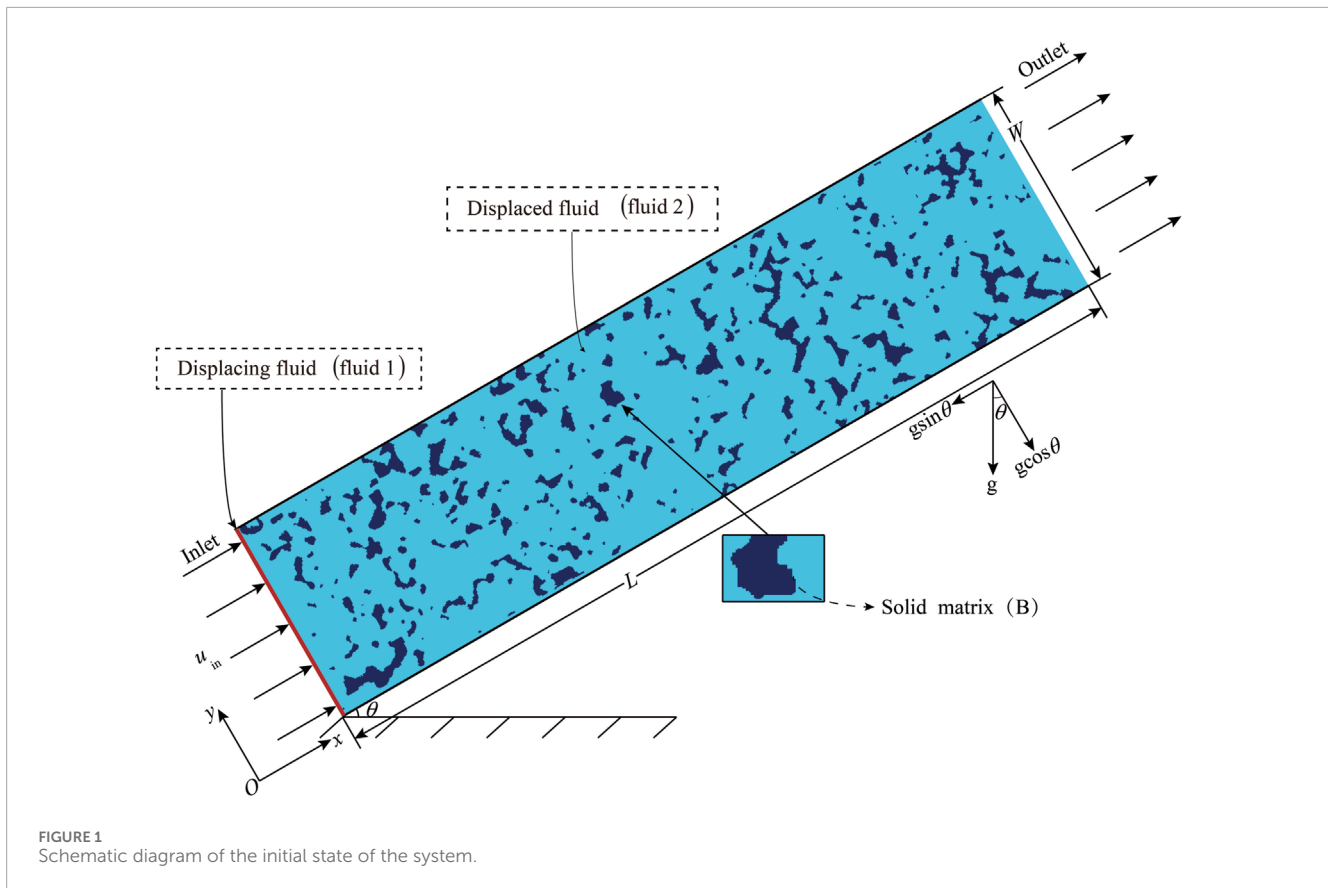 Outlet
W
Displaced fluid (fluid 2)
Displacing fluid (fluid 1)
gsinθ
θ
gcosθ
g
Inlet
L
Solid matrix (B)
u in
θ
y
x
O
FIGURE 1
Schematic diagram of the initial state of the system.